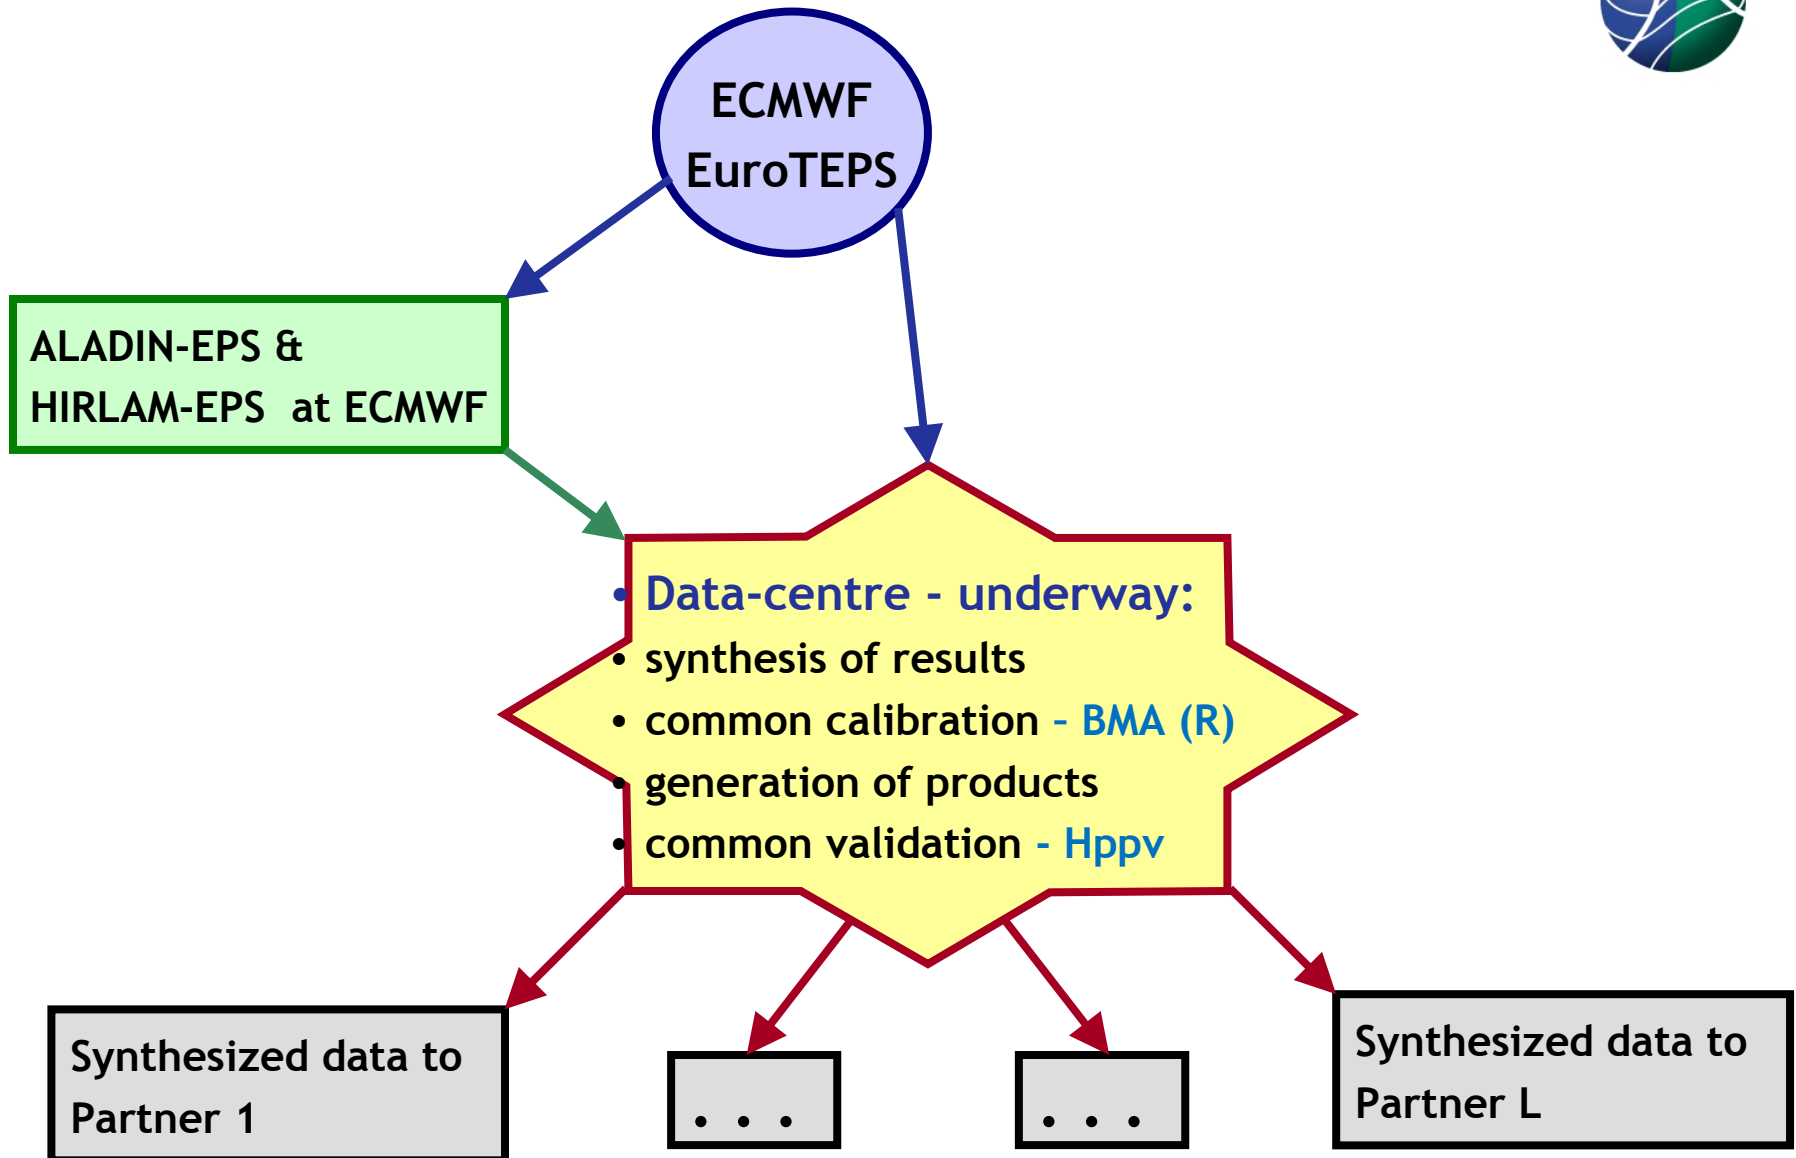 ECMWF
EuroTEPS
ALADIN-EPS &
HIRLAM-EPS  at ECMWF
• Data-centre - underway:
• synthesis of results
• common calibration – BMA (R)
• generation of products
• common validation - Hppv
Synthesized data to
Partner 1
. . .
. . .
Synthesized data to
Partner L